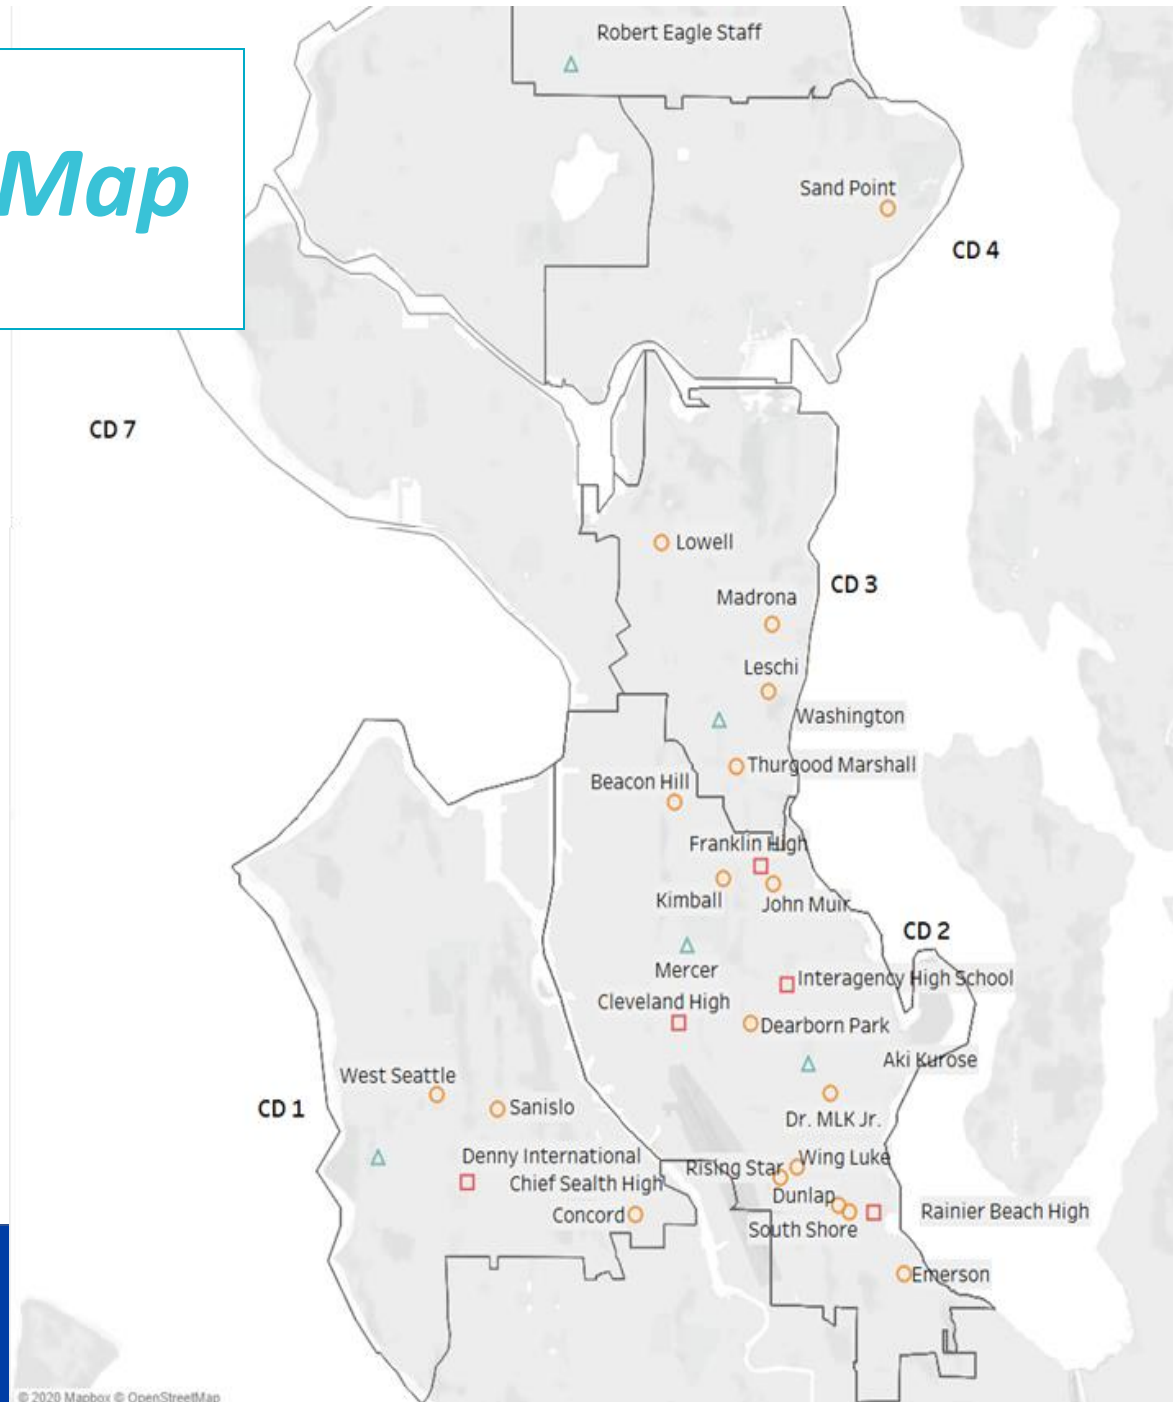 Robert Eagle Staff
Map
Sand Point
CD 4
CD 7
Lowell
CD 3
Madrona
Leschi
Washington
Thurgood Marshall
Beacon Hill
Franklin High
Kimball
John Muir
CD 2
Mercer
Interagency High School
Cleveland High
Dearborn Park
Aki Kurose
West Seattle
CD 1
Sanislo
Dr. MLK Jr.
Denny International
Wing Luke
Rising Star
Chief Sealth High
Dunlap
Concord
Rainier Beach High
South Shore
Emerson
© 2020 Mapbox © OpenStreetMap